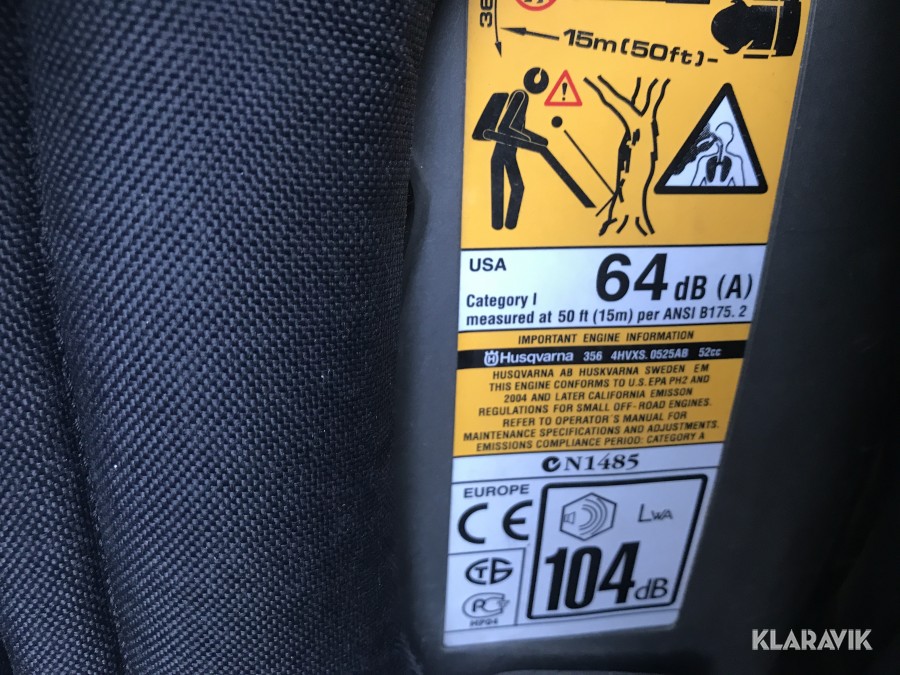 15m(50ft)
USA
64 dB (A)
Category I
measured at 50 ft (15m) per ANSI B175. 2
IMPORTANT ENGINE INFORMATION
Husqvarna 356 4HVXS. 0525AB 52cc
HUSQVARNA AB HUSKVARNA SWEDEN EM
THIS ENGINE CONFORMS TO U.S. EPA PH2 AND
2004 AND LATER CALIFORNIA EMISSON
REGULATIONS FOR SMALL OFF-ROAD ENGINES.
REFER TO OPERATOR'S MANUAL FOR
MAINTENANCE SPECIFICATIONS AND ADJUSTMENTS.
EMISSIONS COMPLIANCE PERIOD: CATEGORY A
N1485
EUROPE
CE
LWA
104 dB
KLARAVIK